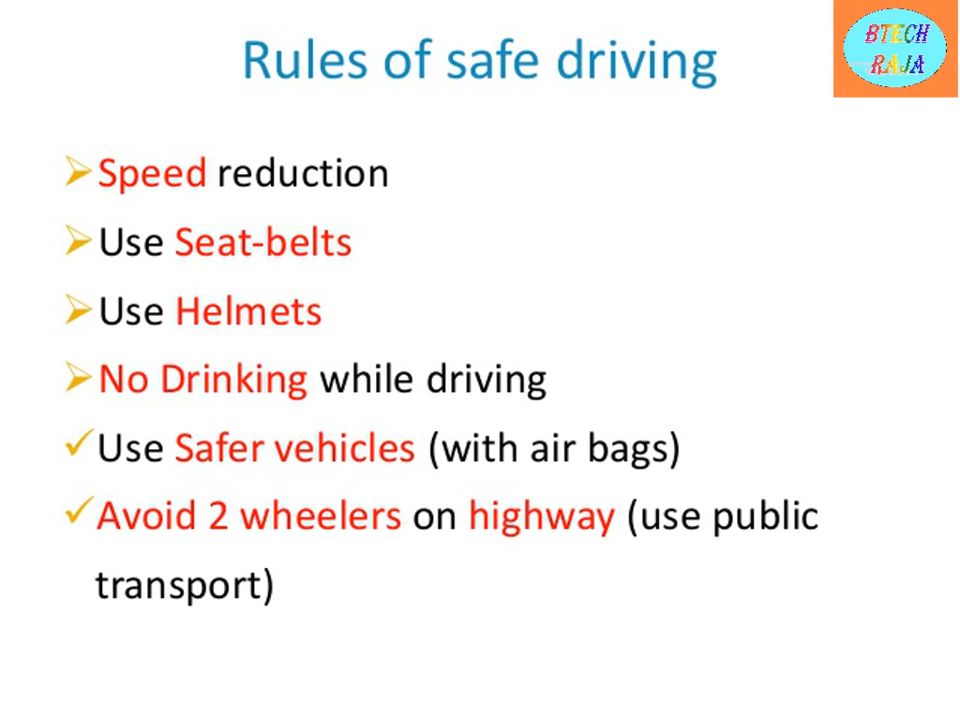 Rules of safe driving
BTECH
RAJA
Speed reduction
Use Seat-belts
Use Helmets
No Drinking while driving
Use Safer vehicles (with air bags)
Avoid 2 wheelers on highway (use public
transport)